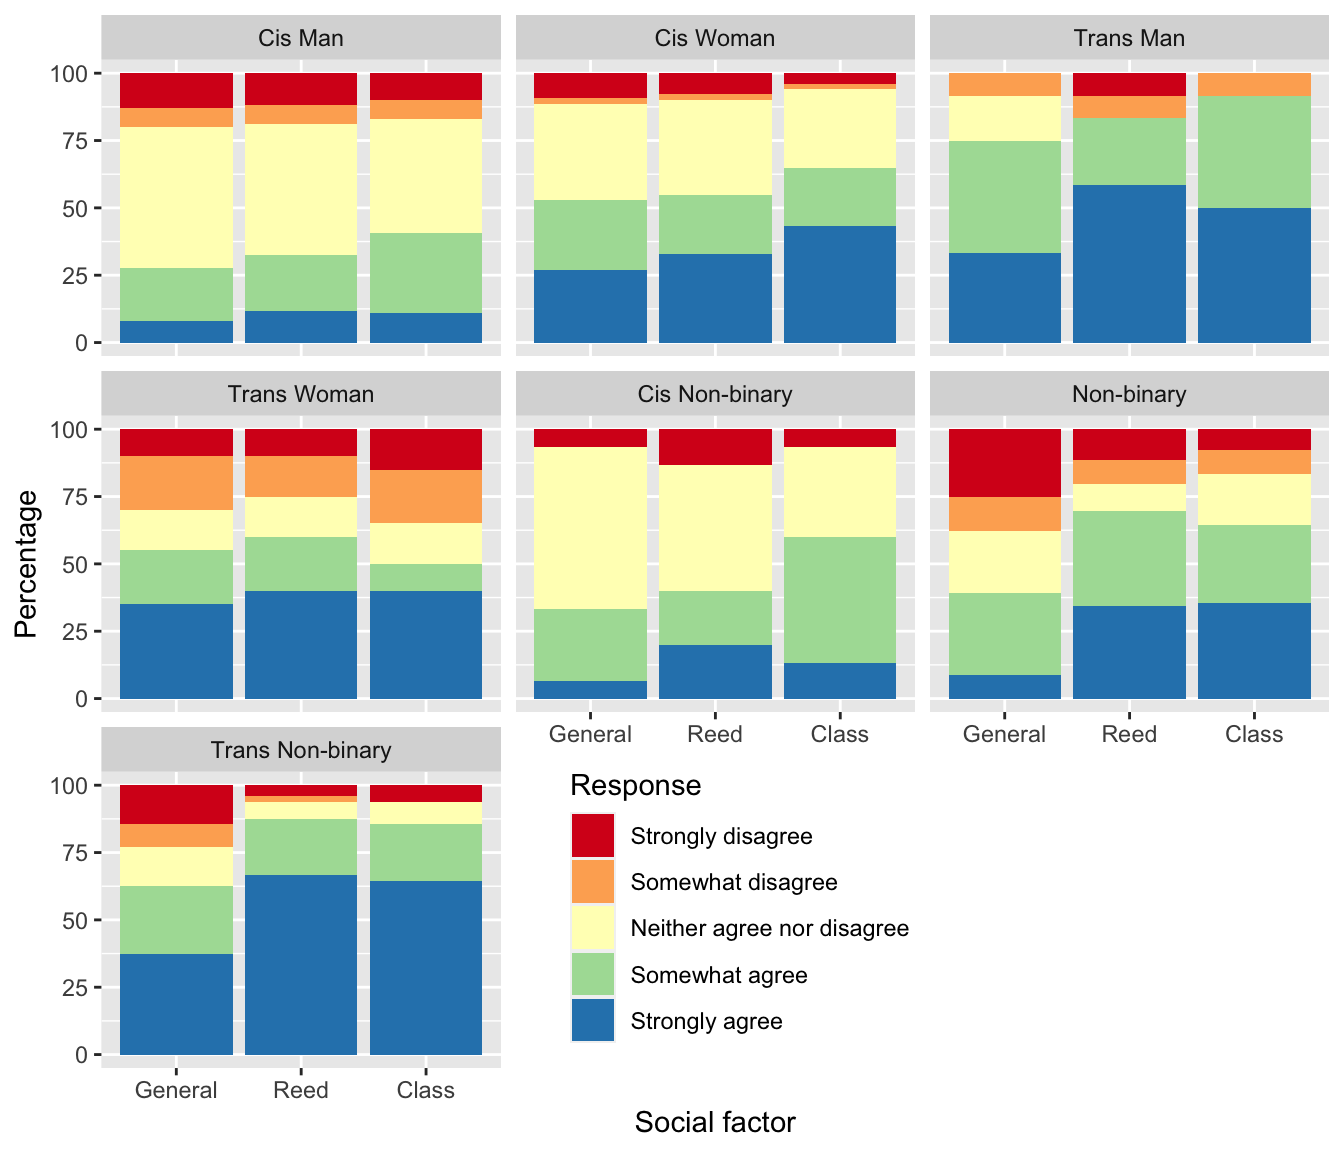 Cis Man
Cis Woman
Trans Man
100
75
50
25
0
Trans Woman
Cis Non-binary
Non-binary
100
75
50
25
0
Percentage
General Reed Class
General Reed Class
Trans Non-binary
100
75
50
25
0
General Reed Class
Response
Strongly disagree
Somewhat disagree
Neither agree nor disagree
Somewhat agree
Strongly agree
Social factor